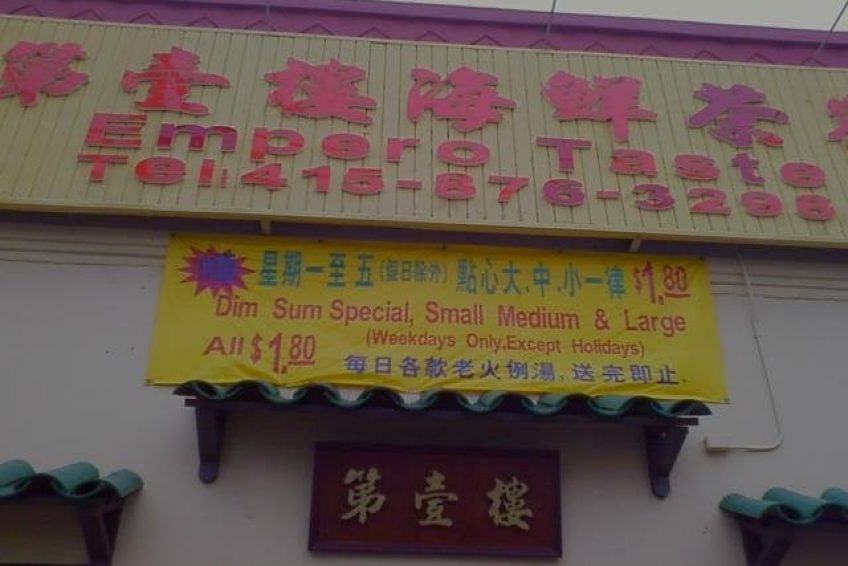 第壹樓海鮮茶
Empero Taste
Tel:415-876-3298
星期一至五(假日除外)點心大.中.小一律$1.80
Dim Sum Special, Small Medium & Large
All $1.80 (Weekdays Only,Except Holidays)
每日各款老火例湯,送完即止.
第壹樓